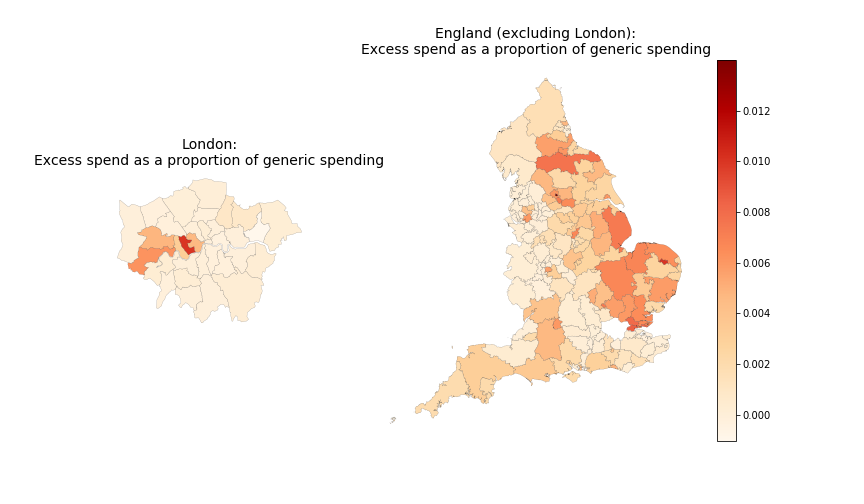 London:
Excess spend as a proportion of generic spending
England (excluding London):
Excess spend as a proportion of generic spending
0.012
0.010
0.008
0.006
0.004
0.002
0.000